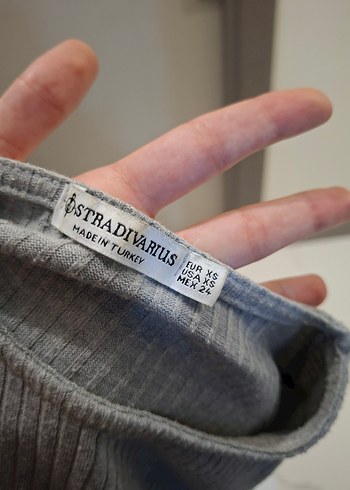 STRADIVARIUS
MADE IN TURKEY
EUR XS
USA XS
MEX 24